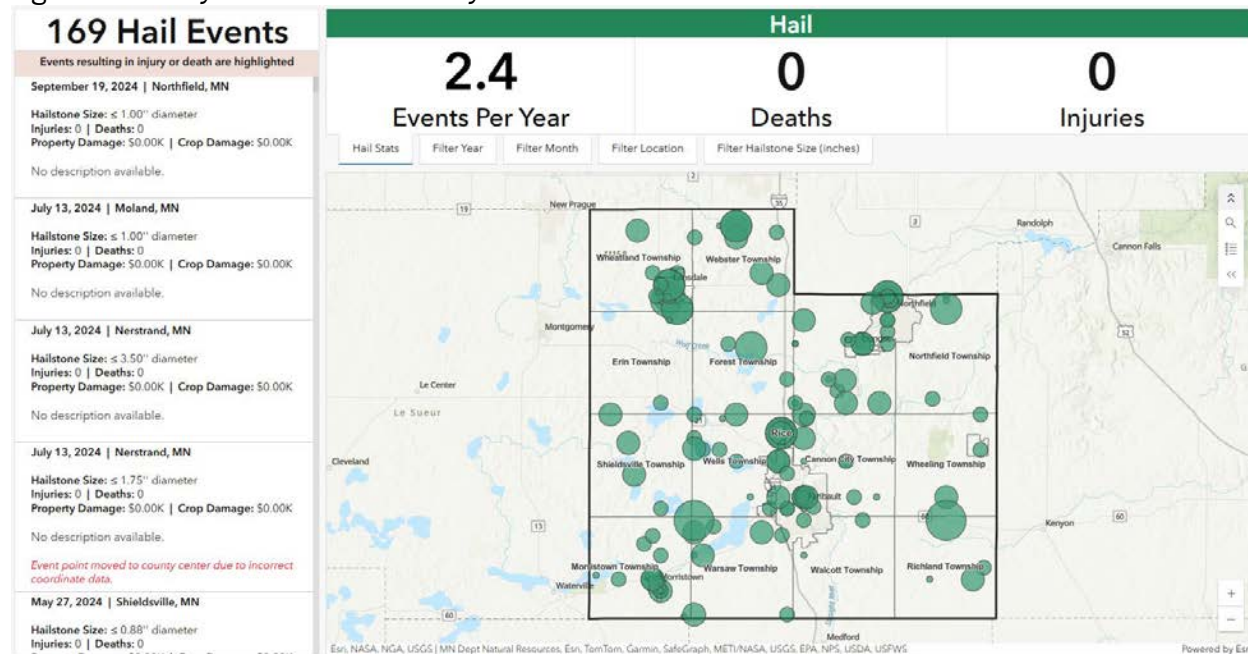 169 Hail Events
Events resulting in injury or death are highlighted
September 19, 2024 | Northfield, MN
Hailstone Size: ≤ 1.00'' diameter
Injuries: 0 | Deaths: 0
Property Damage: $0.00K | Crop Damage: $0.00K
No description available.
July 13, 2024 | Moland, MN
Hailstone Size: ≤ 1.00'' diameter
Injuries: 0 | Deaths: 0
Property Damage: $0.00K | Crop Damage: $0.00K
No description available.
July 13, 2024 | Nerstrand, MN
Hailstone Size: ≤ 3.50'' diameter
Injuries: 0 | Deaths: 0
Property Damage: $0.00K | Crop Damage: $0.00K
No description available.
July 13, 2024 | Nerstrand, MN
Hailstone Size: ≤ 1.75'' diameter
Injuries: 0 | Deaths: 0
Property Damage: $0.00K | Crop Damage: $0.00K
No description available.
Event point moved to county center due to incorrect
coordinate data.
May 27, 2024 | Shieldsville, MN
Hailstone Size: ≤ 0.88'' diameter
Injuries: 0 | Deaths: 0
Hail
2.4
Events Per Year
0
Deaths
0
Injuries
Hail Stats
Filter Year
Filter Month
Filter Location
Filter Hailstone Size (inches)
New Prague
19
35
3
Randolph
Cannon Falls
Wheatland Township
Webster Township
Northfield
Montgomery
52
Erin Township
Forest Township
Northfield Township
Le Center
Le Sueur
21
Rice
Cleveland
Shieldsville Township
Wells Township
Cannon City Township
Wheeling Township
Faribault
13
60
Kenyon
60
Morristown Township
Warsaw Township
Walcott Township
Richland Township
Morristown
Waterville
60
Medford
Esri, NASA, NGA, USGS | MN Dept Natural Resources, Esri, TomTom, Garmin, SafeGraph, METI/NASA, USGS, EPA, NPS, USDA, USFWS
Powered by Esri